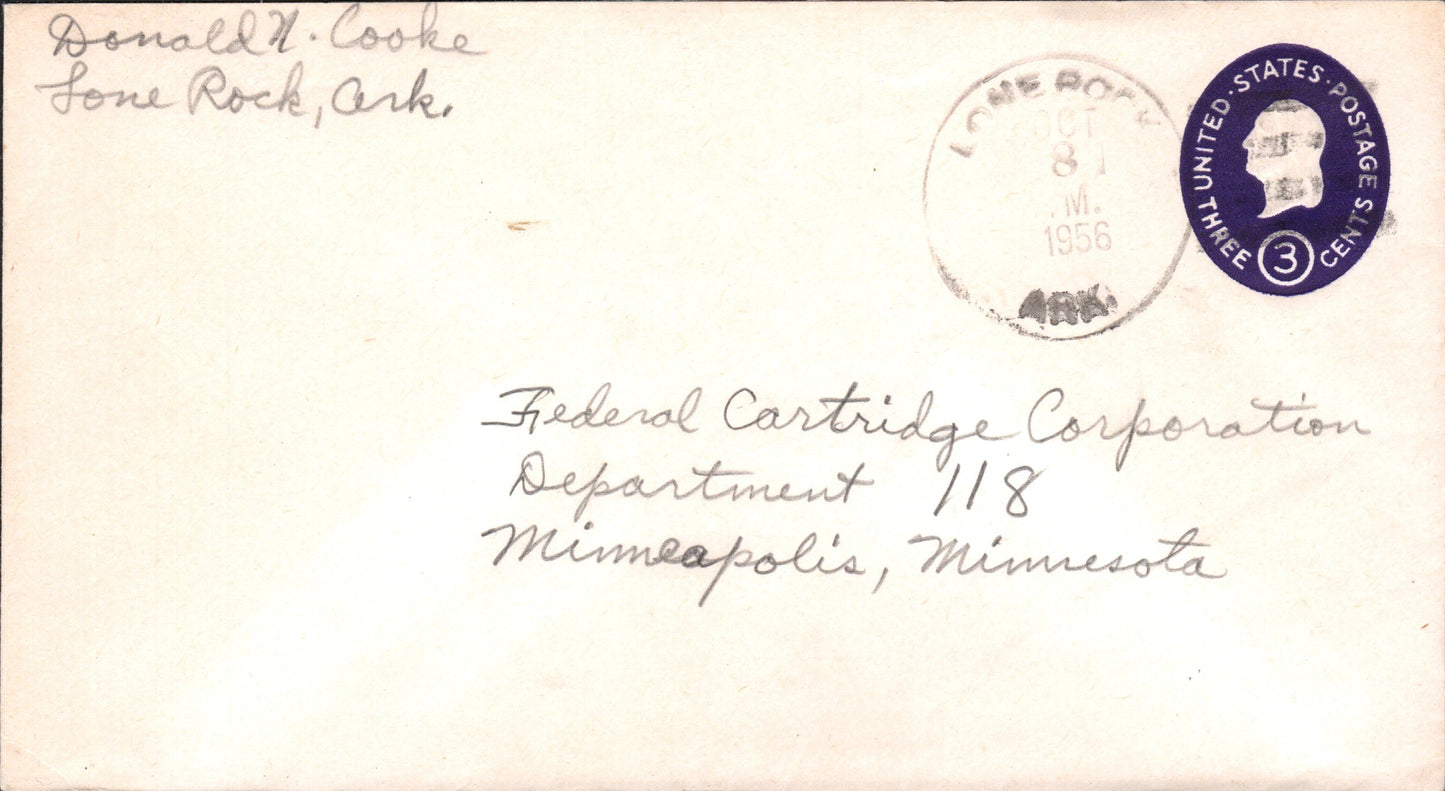 Donald N. Cooke
Lone Rock, Ark.
LONE ROCK
OCT
8
.M.
1956
ARK.
UNITED · STATES · POSTAGE
THREE 3 CENTS
Federal Cartridge Corporation
Department 118
Minneapolis, Minnesota